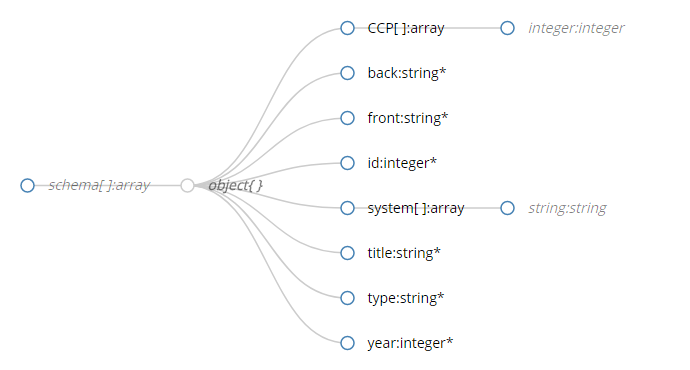 CCP[ ]:array
integer:integer
back:string*
front:string*
id:integer*
schema[ ]:array
object{ }
system[ ]:array
string:string
title:string*
type:string*
year:integer*